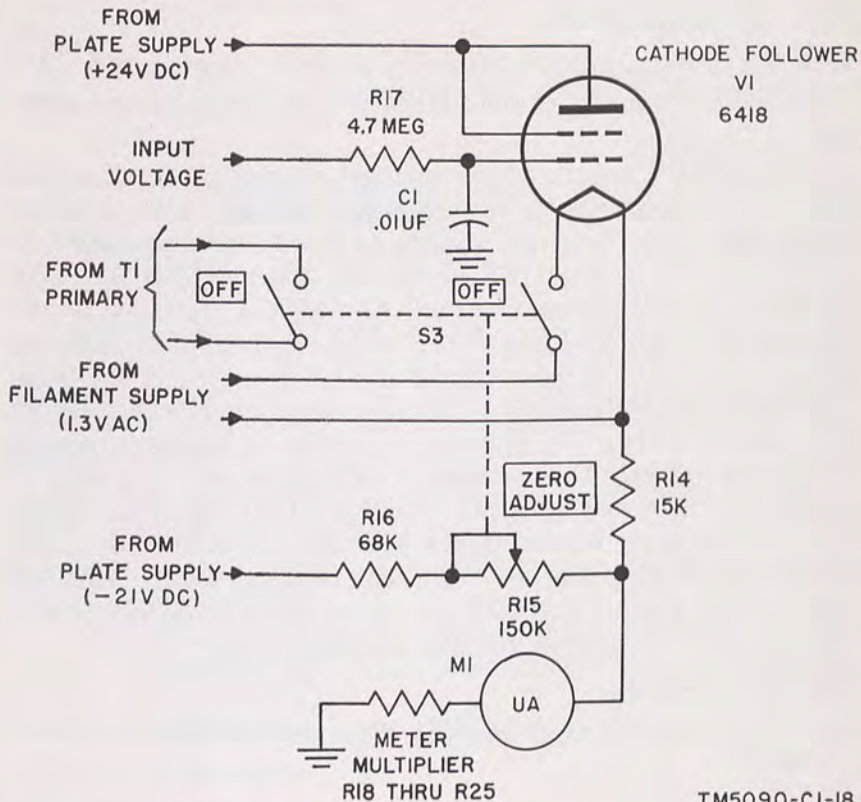 FROM
PLATE SUPPLY
(+24V DC)
CATHODE FOLLOWER
V1
6418
R17
4.7 MEG
INPUT
VOLTAGE
C1
.01UF
FROM T1
PRIMARY
OFF
OFF
S3
FROM
FILAMENT SUPPLY
(1.3V AC)
ZERO
ADJUST
R14
15K
R16
68K
FROM
PLATE SUPPLY
(−21V DC)
R15
150K
M1
UA
METER
MULTIPLIER
R18 THRU R25
TM5090-C1-18